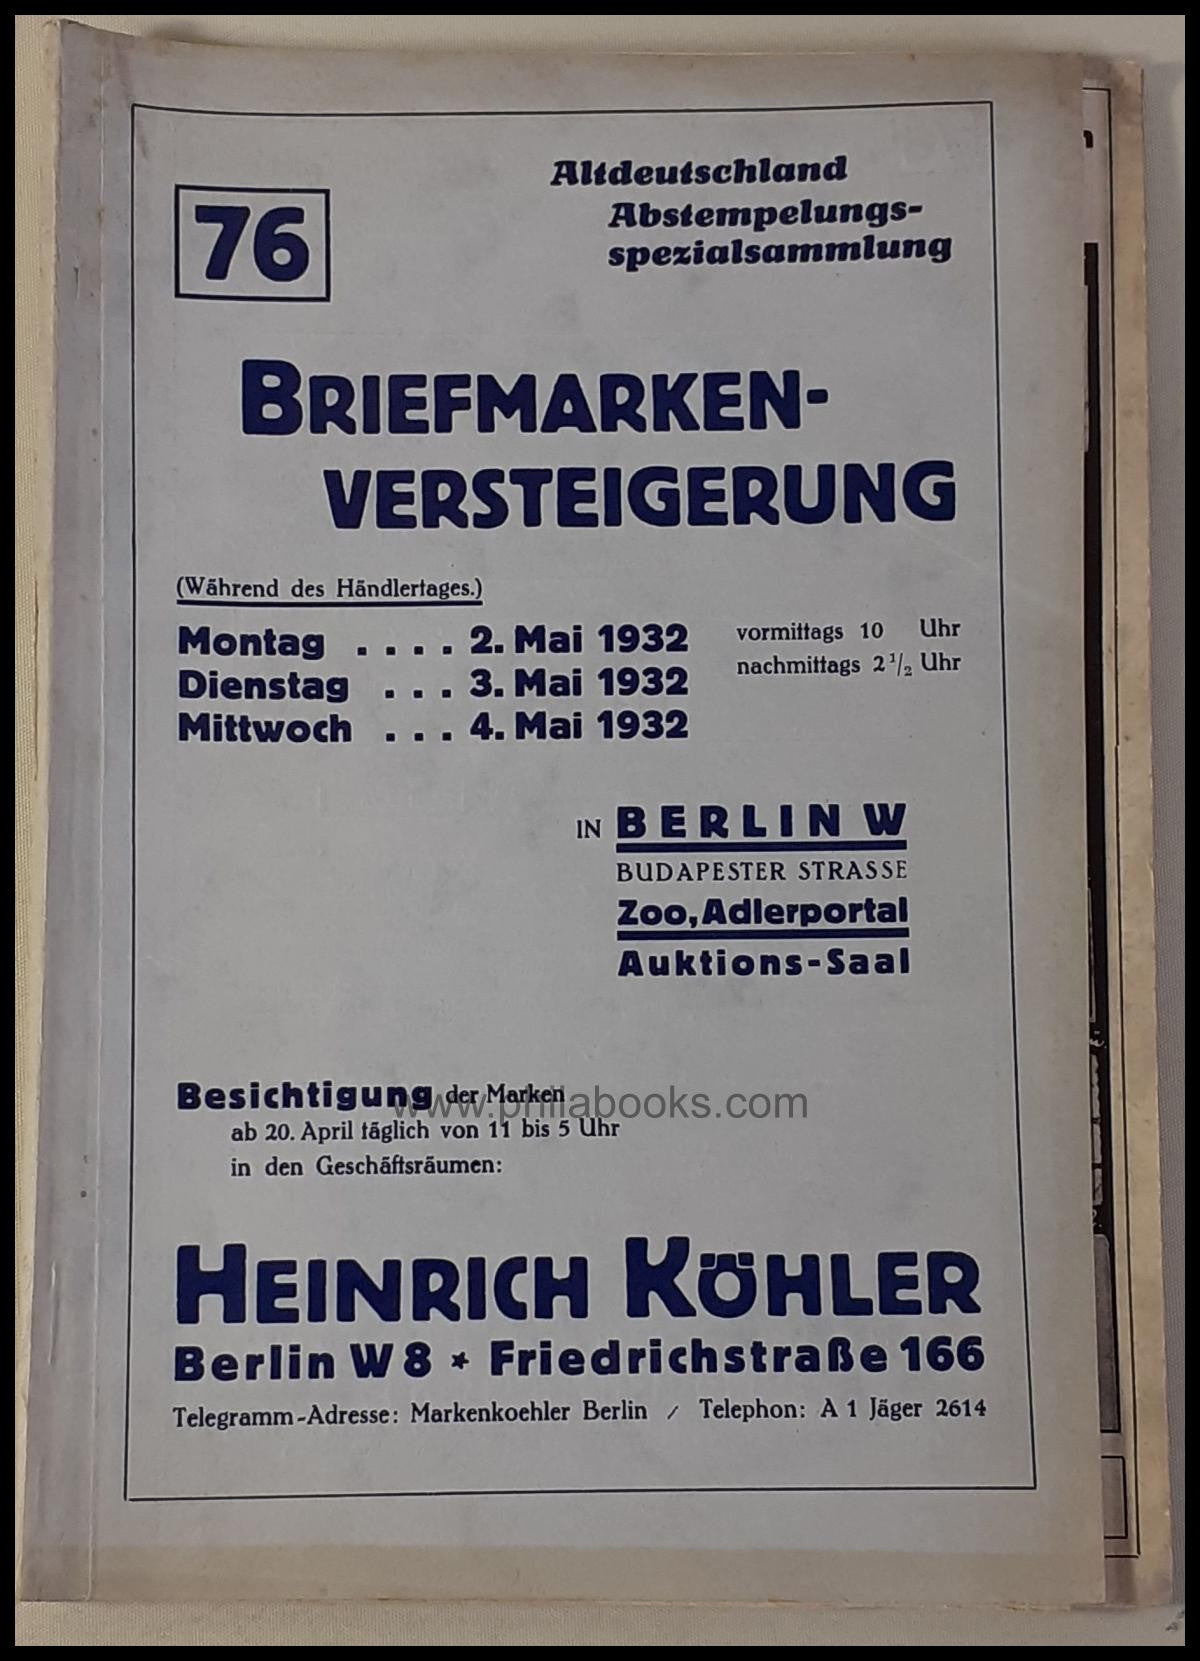 76
Altdeutschland
Abstempelungs-
spezialsammlung
BRIEFMARKEN-
VERSTEIGERUNG
(Während des Händlertages.)
Montag . . . . 2. Mai 1932 vormittags 10 Uhr
Dienstag . . . 3. Mai 1932 nachmittags 2 1/2 Uhr
Mittwoch . . . 4. Mai 1932
IN BERLIN W
BUDAPESTER STRASSE
Zoo, Adlerportal
Auktions-Saal
Besichtigung der Marken
www.philabooks.com
ab 20. April täglich von 11 bis 5 Uhr
in den Geschäftsräumen:
HEINRICH KÖHLER
Berlin W 8 * Friedrichstraße 166
Telegramm-Adresse: Markenkoehler Berlin / Telephon: A 1 Jäger 2614